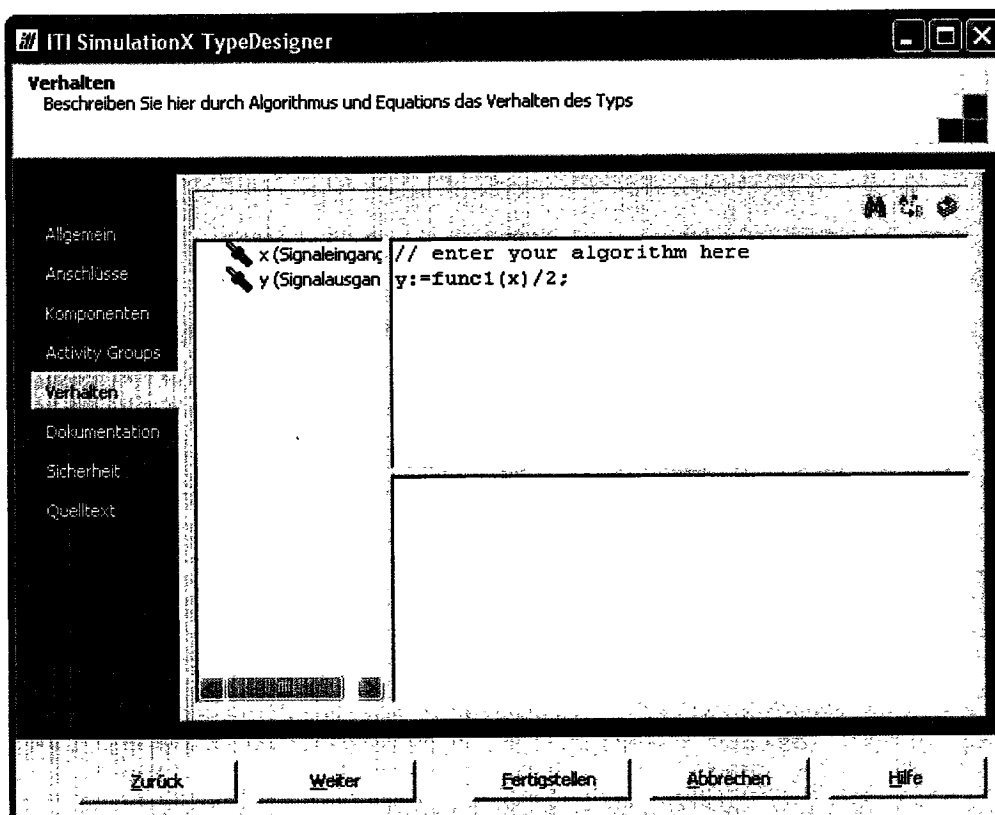 ITI SimulationX TypeDesigner
Verhalten
Beschreiben Sie hier durch Algorithmus und Equations das Verhalten des Typs
Allgemein
Anschlüsse
Komponenten
Activity Groups
Verhalten
Dokumentation
Sicherheit
Quelltext
x (Signaleingang
y (Signalausgan
// enter your algorithm here
y:=func1(x)/2;
Zurück
Weiter
Fertigstellen
Abbrechen
Hilfe